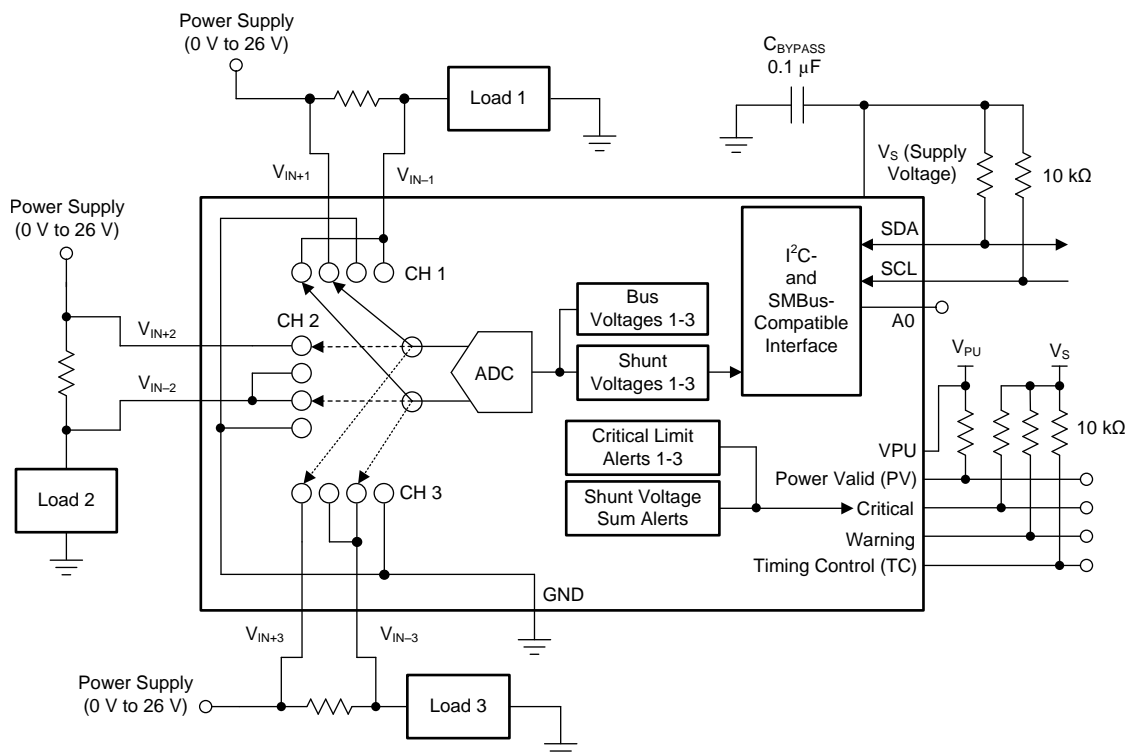 Power Supply
(0 V to 26 V)
Load 1
CBYPASS
0.1 μF
VIN+1
VIN–1
VS (Supply
Voltage)
10 kΩ
Power Supply
(0 V to 26 V)
CH 1
SDA
SCL
A0
I2C-
and
SMBus-
Compatible
Interface
VIN+2
CH 2
Bus
Voltages 1-3
ADC
Shunt
Voltages 1-3
VPU
VS
VIN–2
10 kΩ
Critical Limit
Alerts 1-3
VPU
Load 2
CH 3
Shunt Voltage
Sum Alerts
Power Valid (PV)
Critical
Warning
Timing Control (TC)
GND
VIN+3
VIN–3
Power Supply
(0 V to 26 V)
Load 3